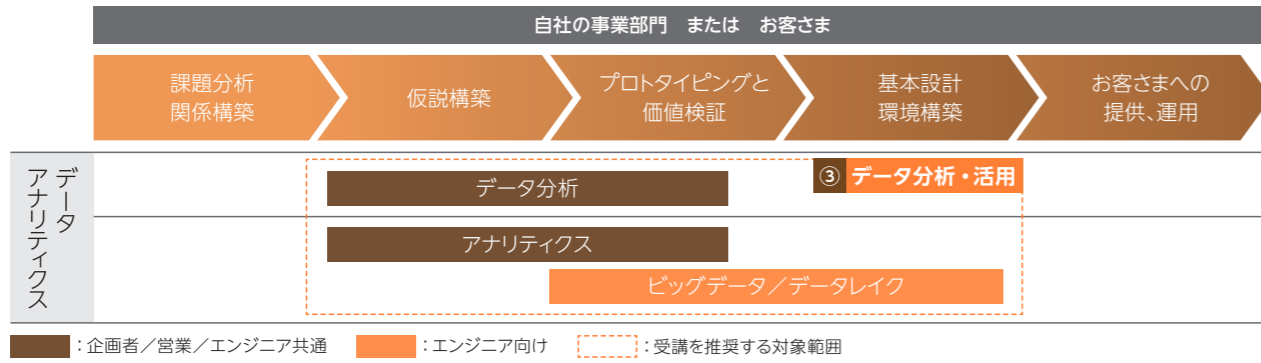 自社の事業部門 または お客さま
課題分析
関係構築
仮説構築
プロトタイピングと
価値検証
基本設計
環境構築
お客さまへの
提供、運用
データ
アナリティクス
③ データ分析・活用
データ分析
アナリティクス
ビッグデータ／データレイク
：企画者／営業／エンジニア共通
：エンジニア向け
：受講を推奨する対象範囲